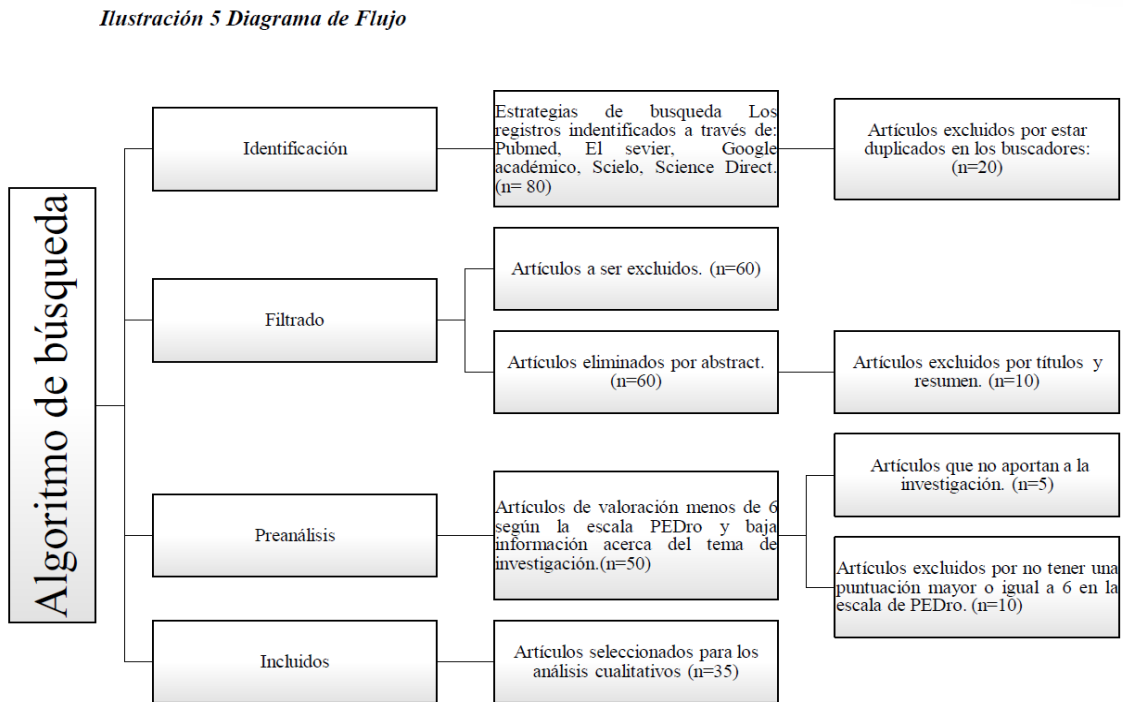 Ilustración 5 Diagrama de Flujo
Algoritmo de búsqueda
Identificación
Estrategias de busqueda Los
registros indentificados a través de:
Pubmed, El sevier, Google
académico, Scielo, Science Direct.
(n= 80)
Artículos excluidos por estar
duplicados en los buscadores:
(n=20)
Filtrado
Artículos a ser excluidos. (n=60)
Artículos eliminados por abstract.
(n=60)
Artículos excluidos por títulos y
resumen. (n=10)
Preanálisis
Artículos de valoración menos de 6
según la escala PEDro y baja
información acerca del tema de
investigación.(n=50)
Artículos que no aportan a la
investigación. (n=5)
Artículos excluidos por no tener una
puntuación mayor o igual a 6 en la
escala de PEDro. (n=10)
Incluidos
Artículos seleccionados para los
análisis cualitativos (n=35)